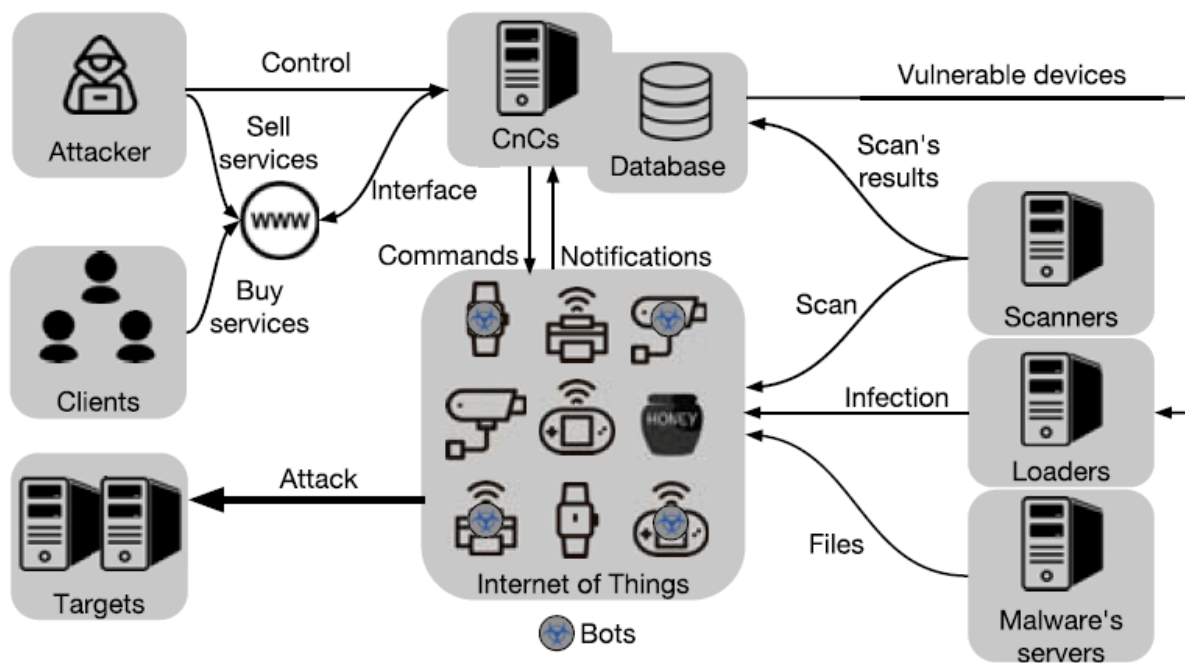 Attacker
Control
Sell
services
www
Interface
Buy
services
Clients
CnCs
Database
Vulnerable devices
Scan's
results
Commands
Notifications
Scan
Scanners
Infection
Loaders
HONEY
Attack
Targets
Files
Internet of Things
Malware's
servers
Bots